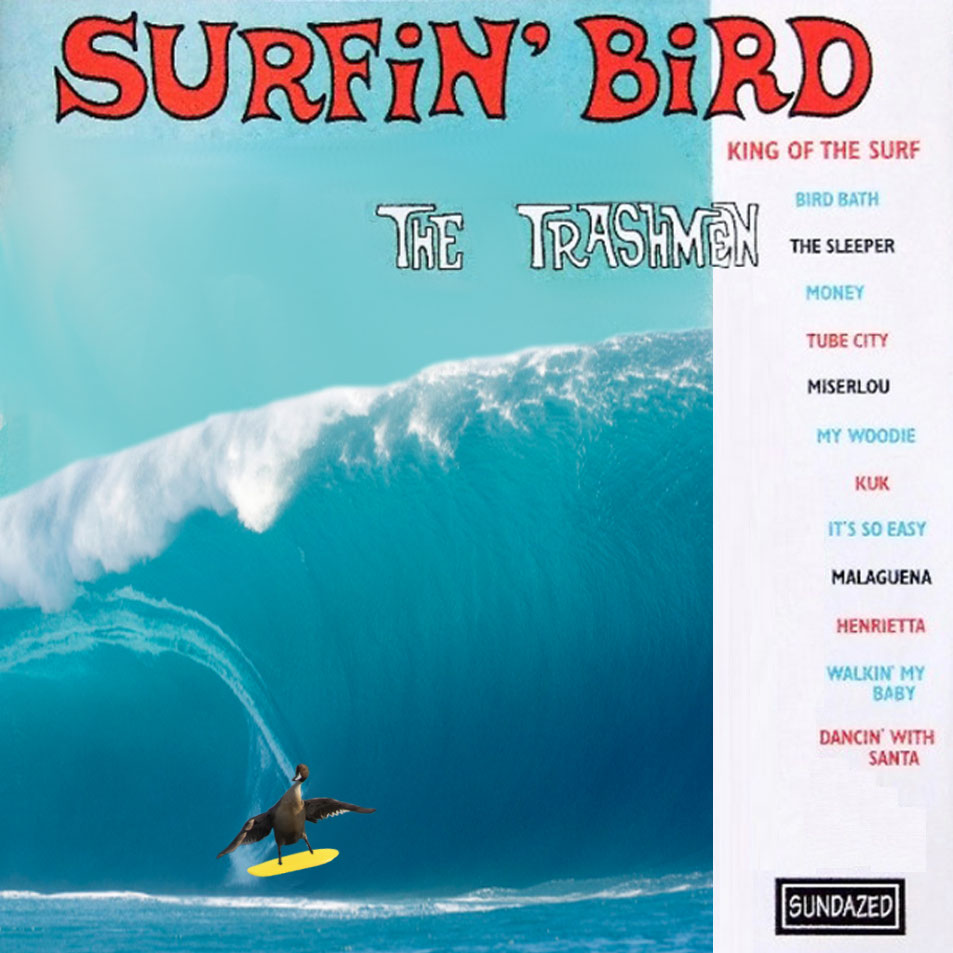 SURFiN' BiRD
KING OF THE SURF
THE TRASHMEN
BIRD BATH
THE SLEEPER
MONEY
TUBE CITY
MISERLOU
MY WOODIE
KUK
IT'S SO EASY
MALAGUENA
HENRIETTA
WALKIN' MY
BABY
DANCIN' WITH
SANTA
SUNDAZED